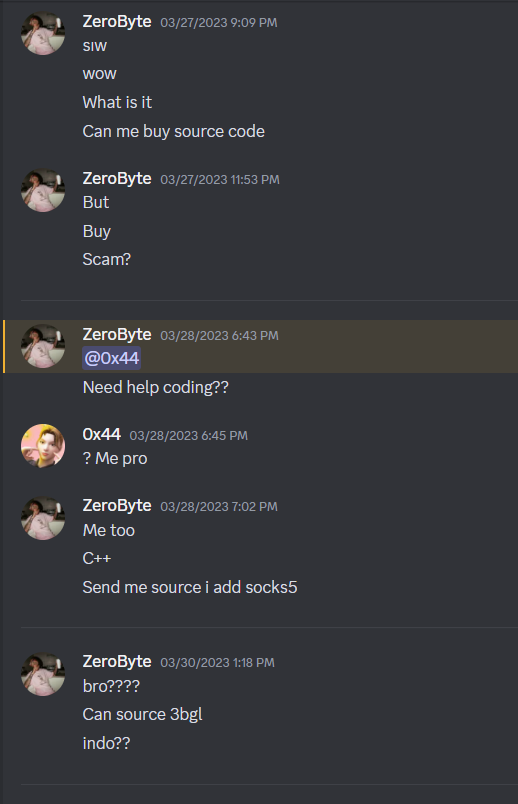 ZeroByte 03/27/2023 9:09 PM
sıw
wow
What is it
Can me buy source code
ZeroByte 03/27/2023 11:53 PM
But
Buy
Scam?
ZeroByte 03/28/2023 6:43 PM
@0x44
Need help coding??
0x44 03/28/2023 6:45 PM
? Me pro
ZeroByte 03/28/2023 7:02 PM
Me too
C++
Send me source i add socks5
ZeroByte 03/30/2023 1:18 PM
bro????
Can source 3bgl
indo??